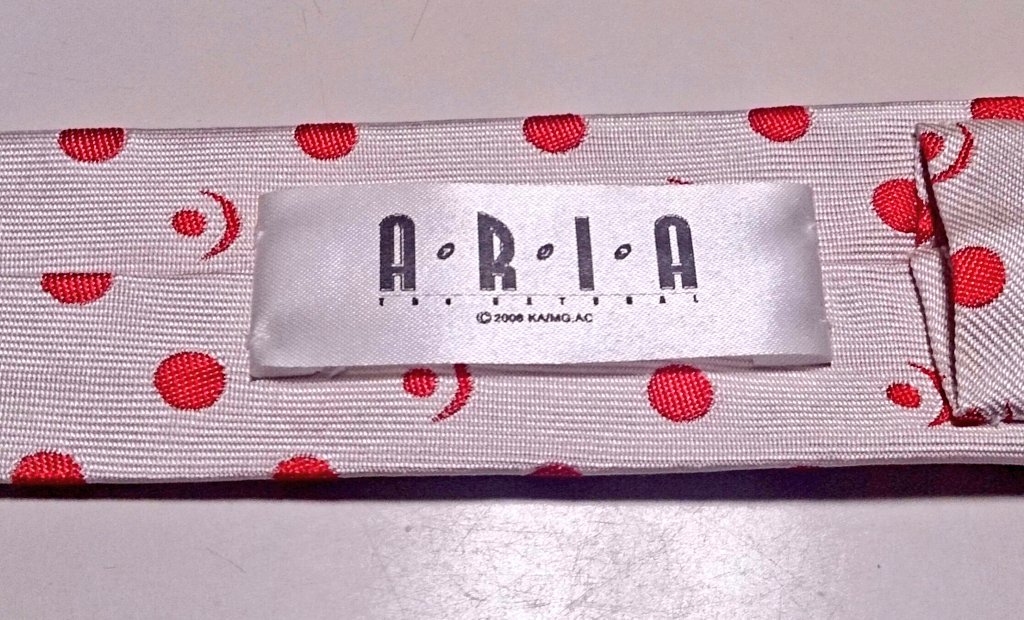 A·R·I·A
THE NATURAL
©2006 KA/MG.AC